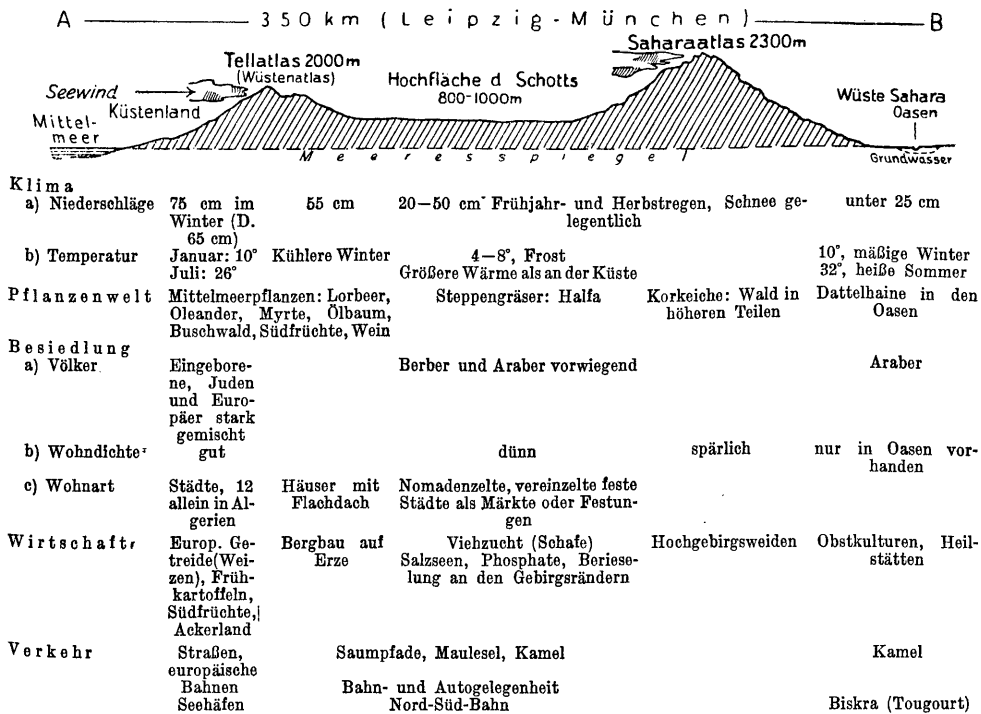 A 350 km (Leipzig-München) B
Tellatlas 2000m
(Wüstenatlas)
Saharaatlas 2300m
Seewind
Küstenland
Hochfläche d Schotts
800-1000m
Wüste Sahara
Oasen
Mittel-
meer
Meeresspiegel
Grundwasser
Klima
a) Niederschläge 75 cm im Winter (D. 65 cm) 55 cm 20—50 cm Frühjahr- und Herbstregen, Schnee gelegentlich unter 25 cm
b) Temperatur Januar: 10° Juli: 26° Kühlere Winter 4—8°, Frost Größere Wärme als an der Küste 10°, mäßige Winter 32°, heiße Sommer
Pflanzenwelt Mittelmeerpflanzen: Lorbeer, Oleander, Myrte, Ölbaum, Buschwald, Südfrüchte, Wein Steppengräser: Halfa Korkeiche: Wald in höheren Teilen Dattelhaine in den Oasen
Besiedlung
a) Völker Eingeborene, Juden und Europäer stark gemischt Berber und Araber vorwiegend Araber
b) Wohndichte gut dünn spärlich nur in Oasen vorhanden
c) Wohnart Städte, 12 allein in Algerien Häuser mit Flachdach Nomadenzelte, vereinzelte feste Städte als Märkte oder Festungen
Wirtschaft Europ. Getreide (Weizen), Frühkartoffeln, Südfrüchte, Ackerland Bergbau auf Erze Viehzucht (Schafe) Salzseen, Phosphate, Berieselung an den Gebirgsrändern Hochgebirgsweiden Obstkulturen, Heilstätten
Verkehr Straßen, europäische Bahnen Seehäfen Saumpfade, Maulesel, Kamel Bahn- und Autogelegenheit Nord-Süd-Bahn Kamel Biskra (Tougourt)